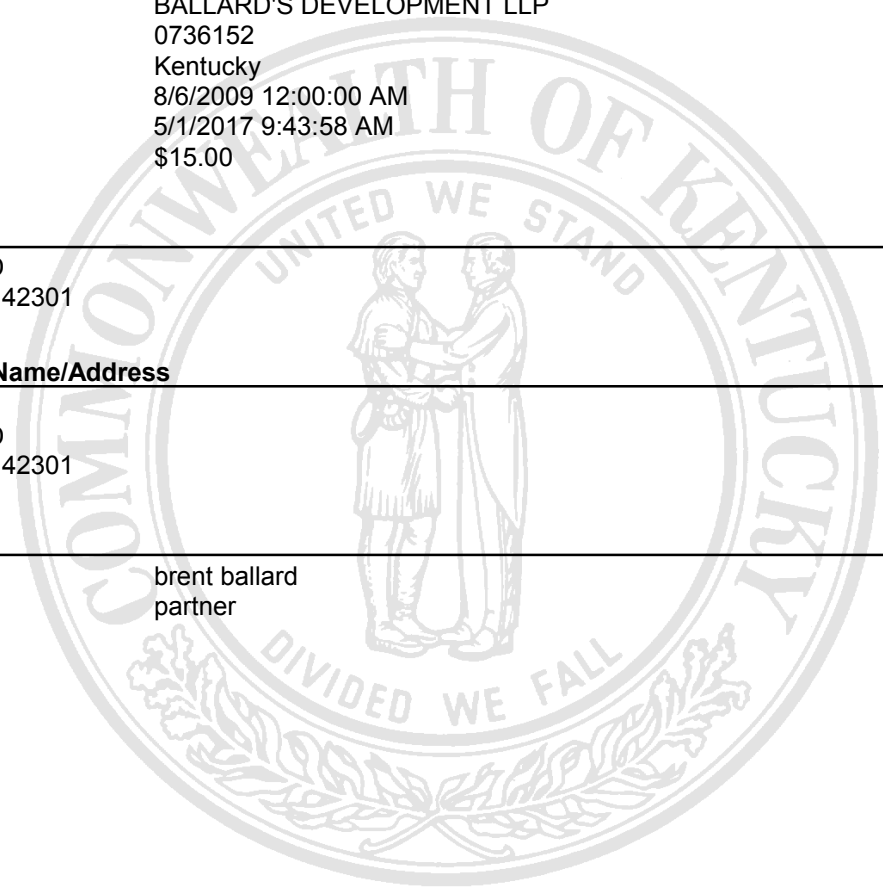 BALLARD'S DEVELOPMENT LLP
0736152
Kentucky
8/6/2009 12:00:00 AM
5/1/2017 9:43:58 AM
$15.00
42301
Name/Address
42301
brent ballard
partner
COMMONWEALTH OF KENTUCKY
UNITED WE STAND
DIVIDED WE FALL